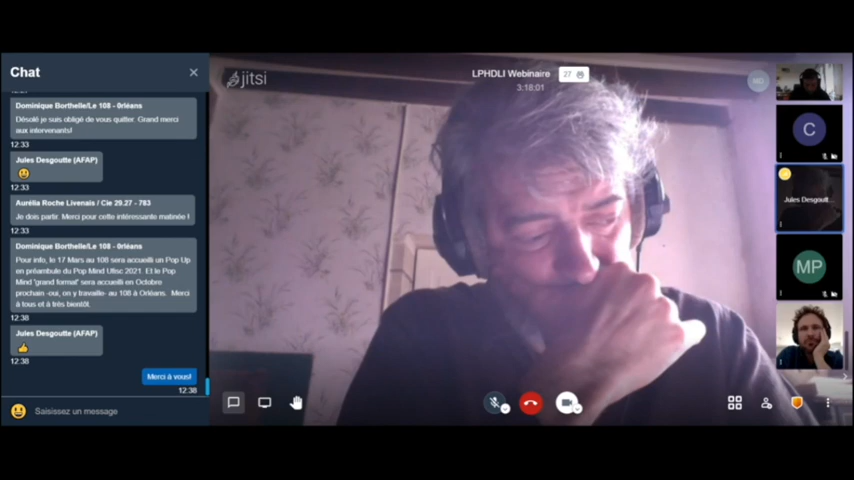 Chat
Dominique Borthelle/Le 108 - 0rléans
Désolé je suis obligé de vous quitter. Grand merci
aux intervenants!
12:33
Jules Desgoutte (AFAP)
12:33
Aurélia Roche Livenais / Cie 29.27 - 783
Je dois partir. Merci pour cette intéressante matinée !
12:33
Dominique Borthelle/Le 108 - 0rléans
Pour info, le 17 Mars au 108 sera accueilli un Pop Up
en préambule du Pop Mind Ufisc 2021. Et le Pop
Mind "grand format" sera accueilli en Octobre
prochain -oui, on y travaille- au 108 à Orléans. Merci
à tous et à très bientôt.
12:38
Jules Desgoutte (AFAP)
12:38
Merci à vous!
12:38
Saisissez un message
jitsi
LPHDLI Webinaire
27
3:18:01
MD
C
Jules Desgoutt...
MP